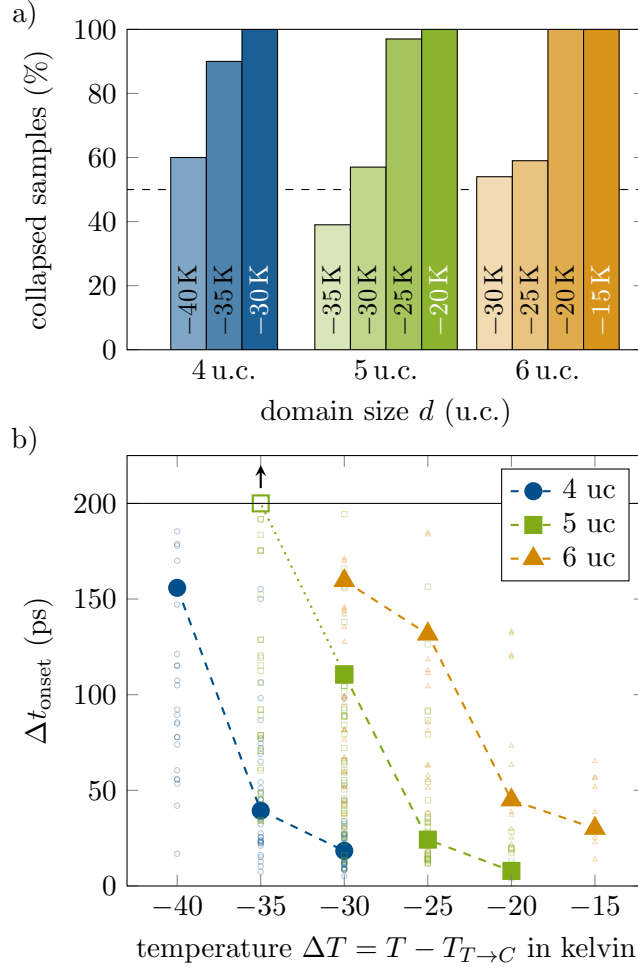 a)
collapsed samples (%)
100
80
60
40
20
0
−40 K
−35 K
−30 K
−35 K
−30 K
−25 K
−20 K
−30 K
−25 K
−20 K
−15 K
4 u.c.
5 u.c.
6 u.c.
domain size d (u.c.)
b)
Δt_onset (ps)
200
150
100
50
0
4 uc
5 uc
6 uc
−40
−35
−30
−25
−20
−15
temperature ΔT = T − T_{T→C} in kelvin